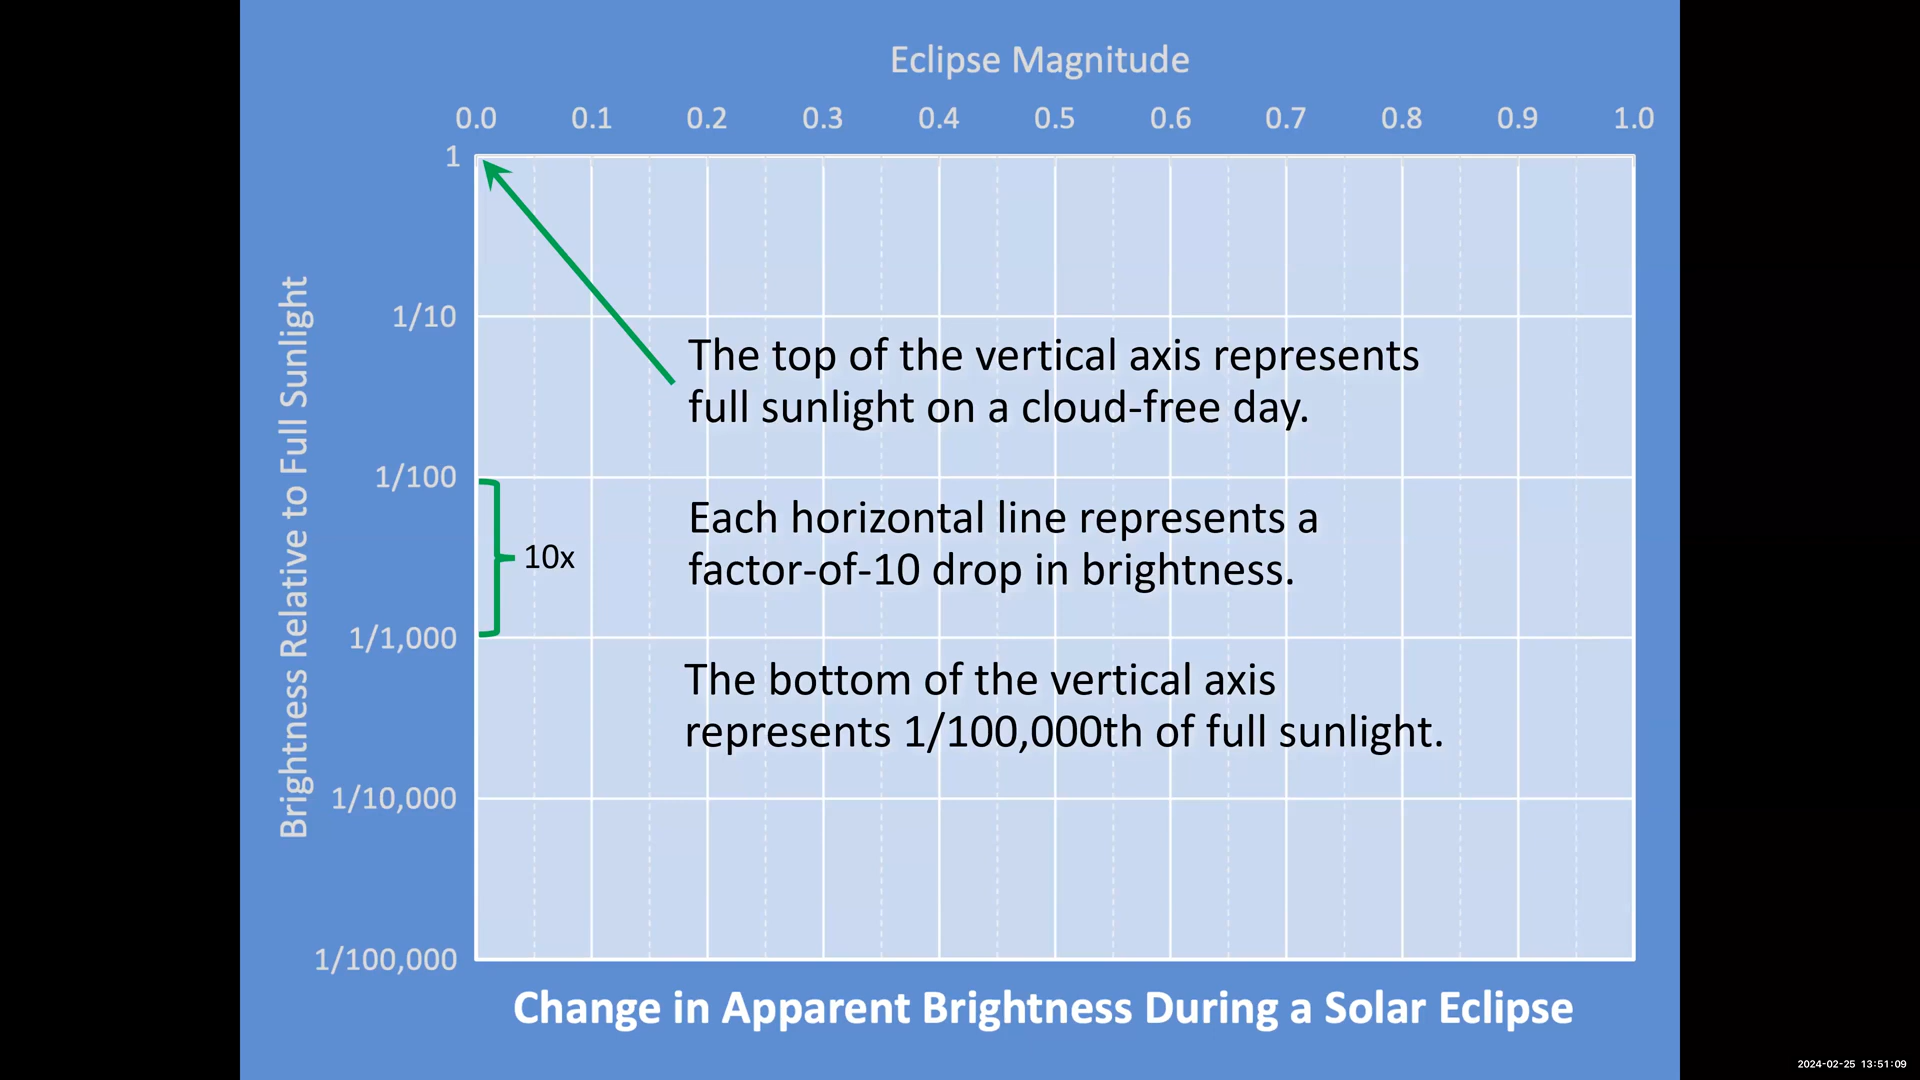 Eclipse Magnitude
0.0 0.1 0.2 0.3 0.4 0.5 0.6 0.7 0.8 0.9 1.0
Brightness Relative to Full Sunlight
1
1/10
The top of the vertical axis represents
full sunlight on a cloud-free day.
1/100
Each horizontal line represents a
10x
factor-of-10 drop in brightness.
1/1,000
The bottom of the vertical axis
represents 1/100,000th of full sunlight.
1/10,000
1/100,000
Change in Apparent Brightness During a Solar Eclipse
2024-02-25 13:51:09